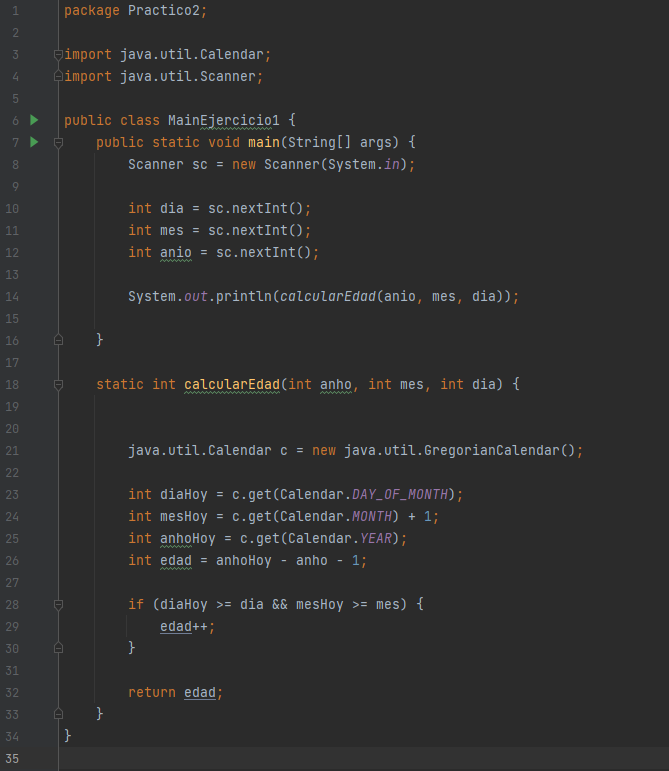 1 package Practico2;
2
3 import java.util.Calendar;
4 import java.util.Scanner;
5
6 public class MainEjercicio1 {
7     public static void main(String[] args) {
8         Scanner sc = new Scanner(System.in);
9
10         int dia = sc.nextInt();
11         int mes = sc.nextInt();
12         int anio = sc.nextInt();
13
14         System.out.println(calcularEdad(anio, mes, dia));
15
16     }
17
18     static int calcularEdad(int anho, int mes, int dia) {
19
20
21         java.util.Calendar c = new java.util.GregorianCalendar();
22
23         int diaHoy = c.get(Calendar.DAY_OF_MONTH);
24         int mesHoy = c.get(Calendar.MONTH) + 1;
25         int anhoHoy = c.get(Calendar.YEAR);
26         int edad = anhoHoy - anho - 1;
27
28         if (diaHoy >= dia && mesHoy >= mes) {
29             edad++;
30         }
31
32         return edad;
33     }
34 }
35